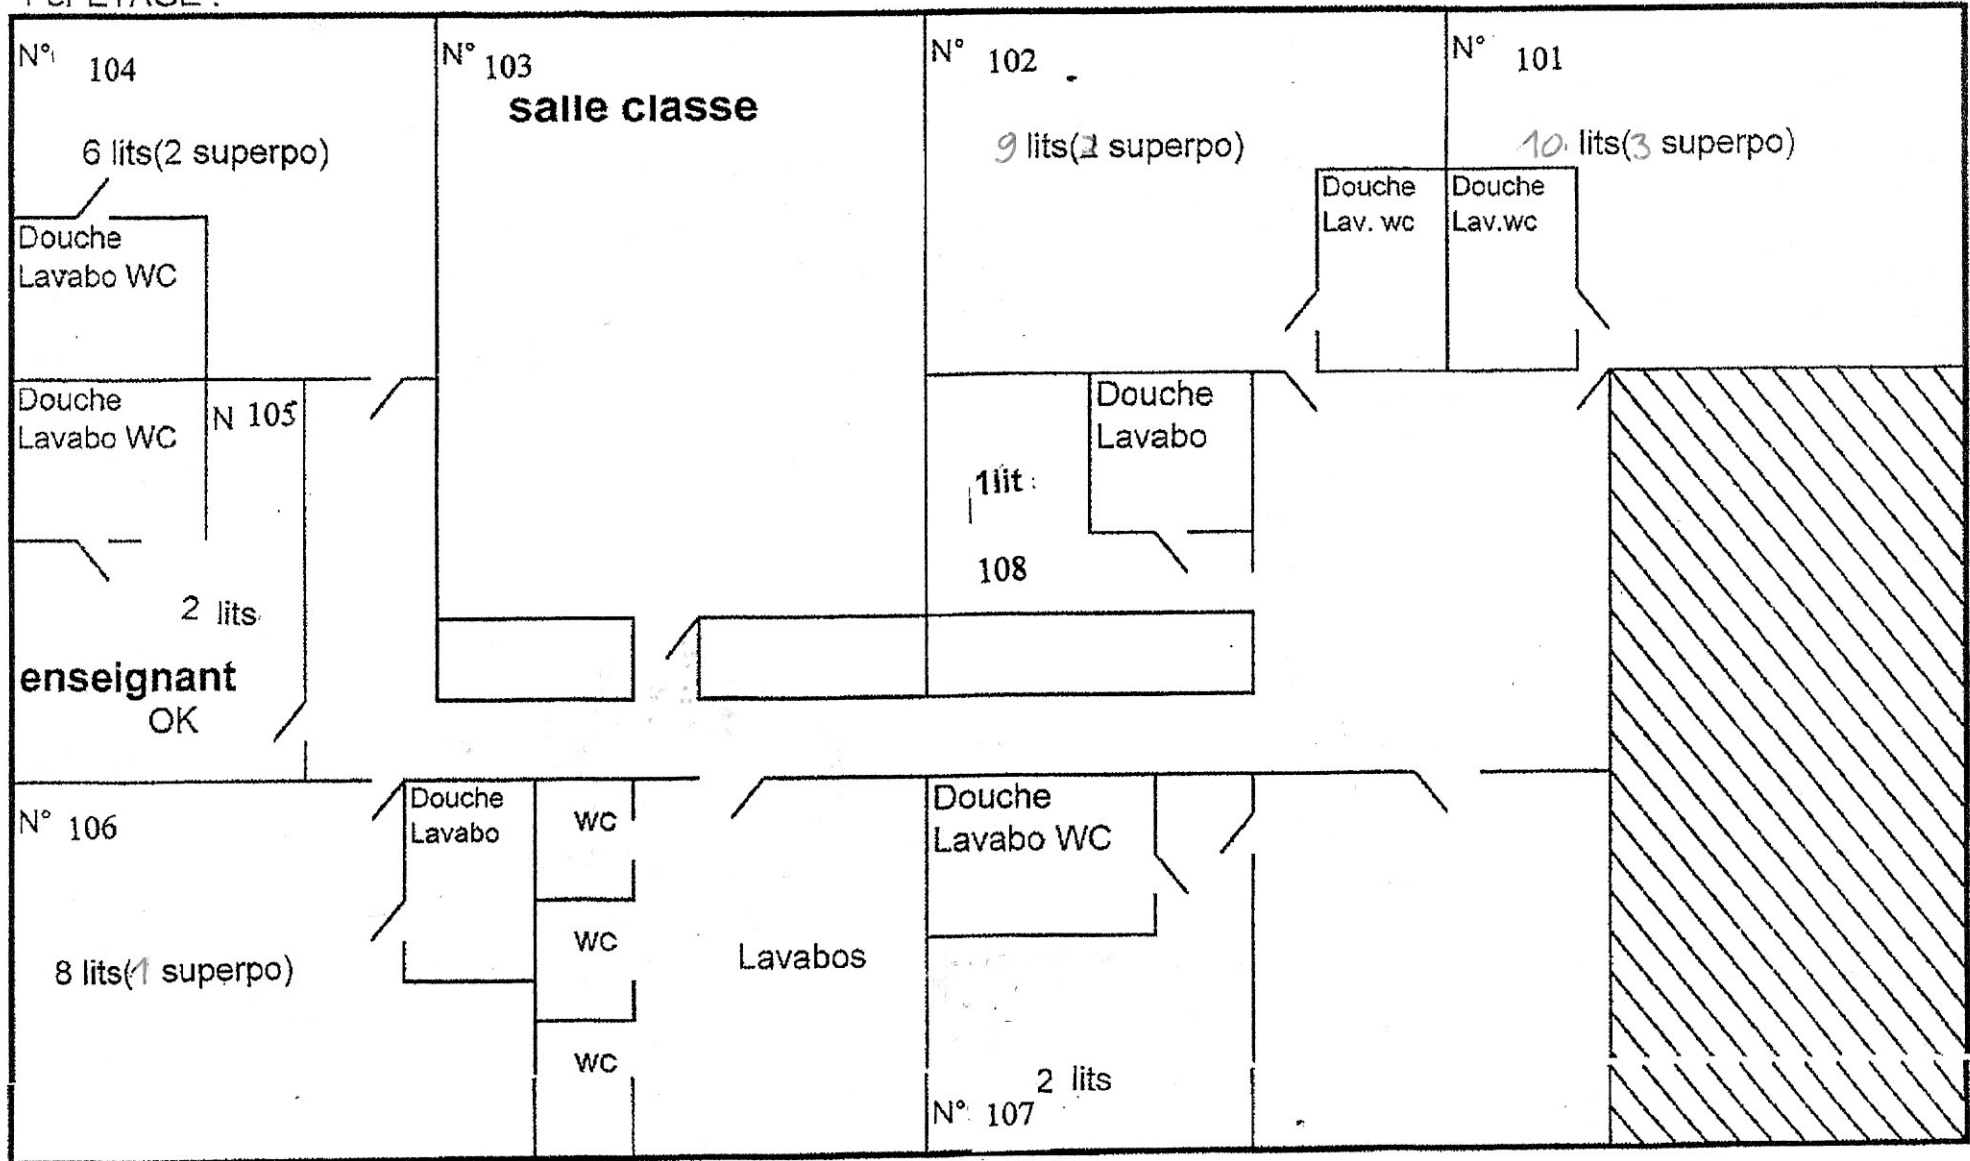 N° 104
6 lits(2 superpo)
Douche
Lavabo WC
N° 103
salle classe
N° 102
9 lits( superpo)
Douche
Lav. wc
N° 101
10 lits(3 superpo)
Douche
Lav.wc
Douche
Lavabo WC
N 105
2 lits
enseignant
OK
1lit
108
Douche
Lavabo
N° 106
8 lits(1 superpo)
Douche
Lavabo
WC
WC
WC
Lavabos
Douche
Lavabo WC
2 lits
N° 107